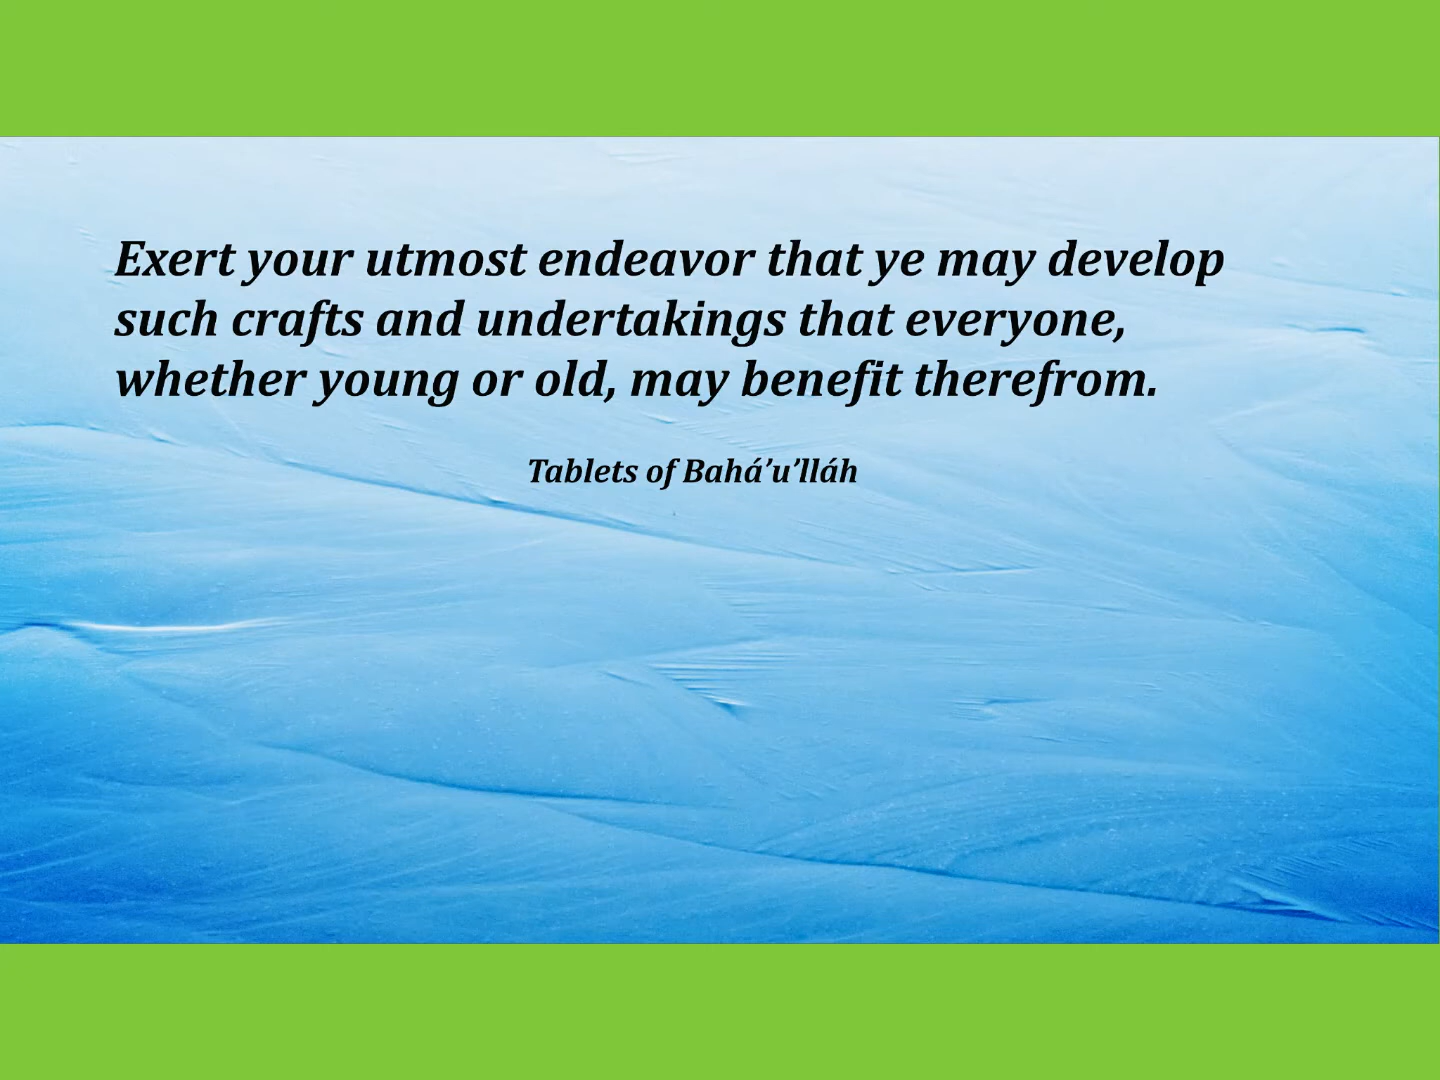 Exert your utmost endeavor that ye may develop
such crafts and undertakings that everyone,
whether young or old, may benefit therefrom.
Tablets of Bahá’u’lláh